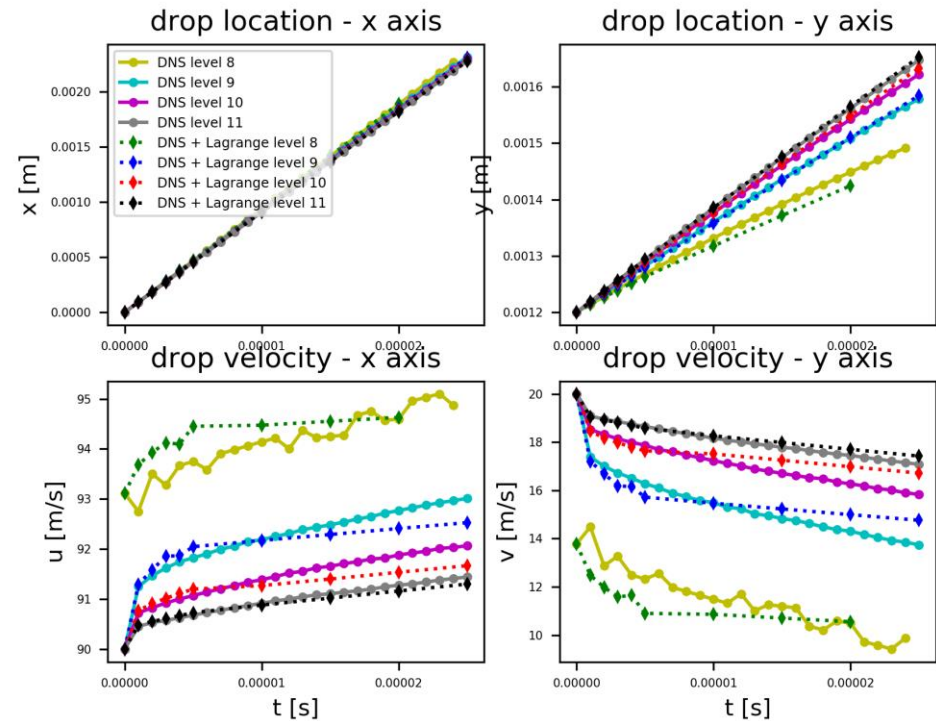 drop location - x axis
x [m]
0.0020
0.0015
0.0010
0.0005
0.0000
DNS level 8
DNS level 9
DNS level 10
DNS level 11
DNS + Lagrange level 8
DNS + Lagrange level 9
DNS + Lagrange level 10
DNS + Lagrange level 11
0.00000
0.00001
0.00002
drop location - y axis
y [m]
0.0016
0.0015
0.0014
0.0013
0.0012
0.00000
0.00001
0.00002
drop velocity - x axis
u [m/s]
95
94
93
92
91
90
0.00000
0.00001
0.00002
t [s]
drop velocity - y axis
v [m/s]
20
18
16
14
12
10
0.00000
0.00001
0.00002
t [s]